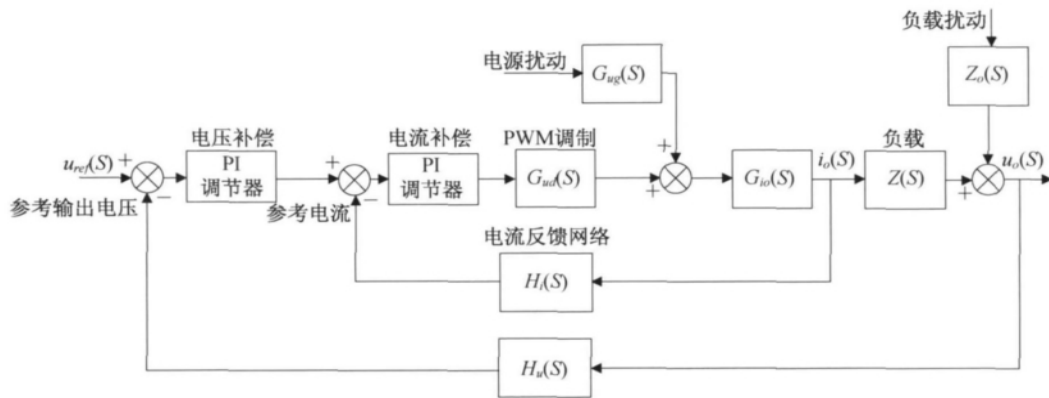 负载扰动
电源扰动
G_ug(S)
Z_o(S)
电压补偿
电流补偿
PWM调制
负载
u_ref(S)
+
PI
调节器
+
PI
调节器
G_ud(S)
+
+
G_io(S)
i_o(S)
Z(S)
+
u_o(S)
参考输出电压
−
参考电流
−
电流反馈网络
H_i(S)
H_u(S)